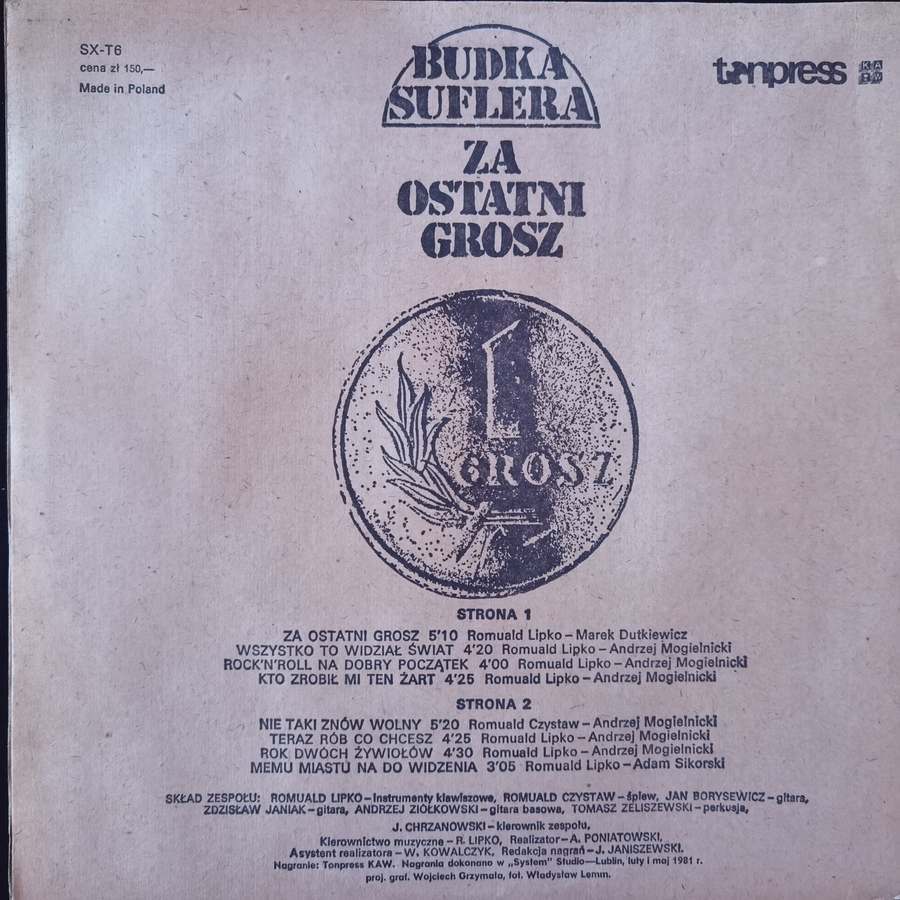 SX-T6
cena zł 150,—
Made in Poland
BUDKA
SUFLERA
tonpress KAW
ZA
OSTATNI
GROSZ
1
GROSZ
STRONA 1
ZA OSTATNI GROSZ 5'10 Romuald Lipko – Marek Dutkiewicz
WSZYSTKO TO WIDZIAŁ ŚWIAT 4'20 Romuald Lipko – Andrzej Mogielnicki
ROCK'N'ROLL NA DOBRY POCZĄTEK 4'00 Romuald Lipko – Andrzej Mogielnicki
KTO ZROBIŁ MI TEN ŻART 4'25 Romuald Lipko – Andrzej Mogielnicki
STRONA 2
NIE TAKI ZNÓW WOLNY 5'20 Romuald Czystaw – Andrzej Mogielnicki
TERAZ RÓB CO CHCESZ 4'25 Romuald Lipko – Andrzej Mogielnicki
ROK DWÓCH ŻYWIOŁÓW 4'30 Romuald Lipko – Andrzej Mogielnicki
MEMU MIASTU NA DO WIDZENIA 3'05 Romuald Lipko – Adam Sikorski
SKŁAD ZESPOŁU: ROMUALD LIPKO – instrumenty klawiszowe, ROMUALD CZYSTAW – śpiew, JAN BORYSEWICZ – gitara,
ZDZISŁAW JANIAK – gitara, ANDRZEJ ZIÓŁKOWSKI – gitara basowa, TOMASZ ZELISZEWSKI – perkusja,
J. CHRZANOWSKI – kierownik zespołu,
Kierownictwo muzyczne – R. LIPKO, Realizator – A. PONIATOWSKI,
Asystent realizatora – W. KOWALCZYK, Redakcja nagrań – J. JANISZEWSKI.
Nagranie: Tonpress KAW. Nagrania dokonano w „System" Studio – Lublin, luty i maj 1981 r.
proj. graf. Wojciech Grzymała, fot. Władysław Lemm.